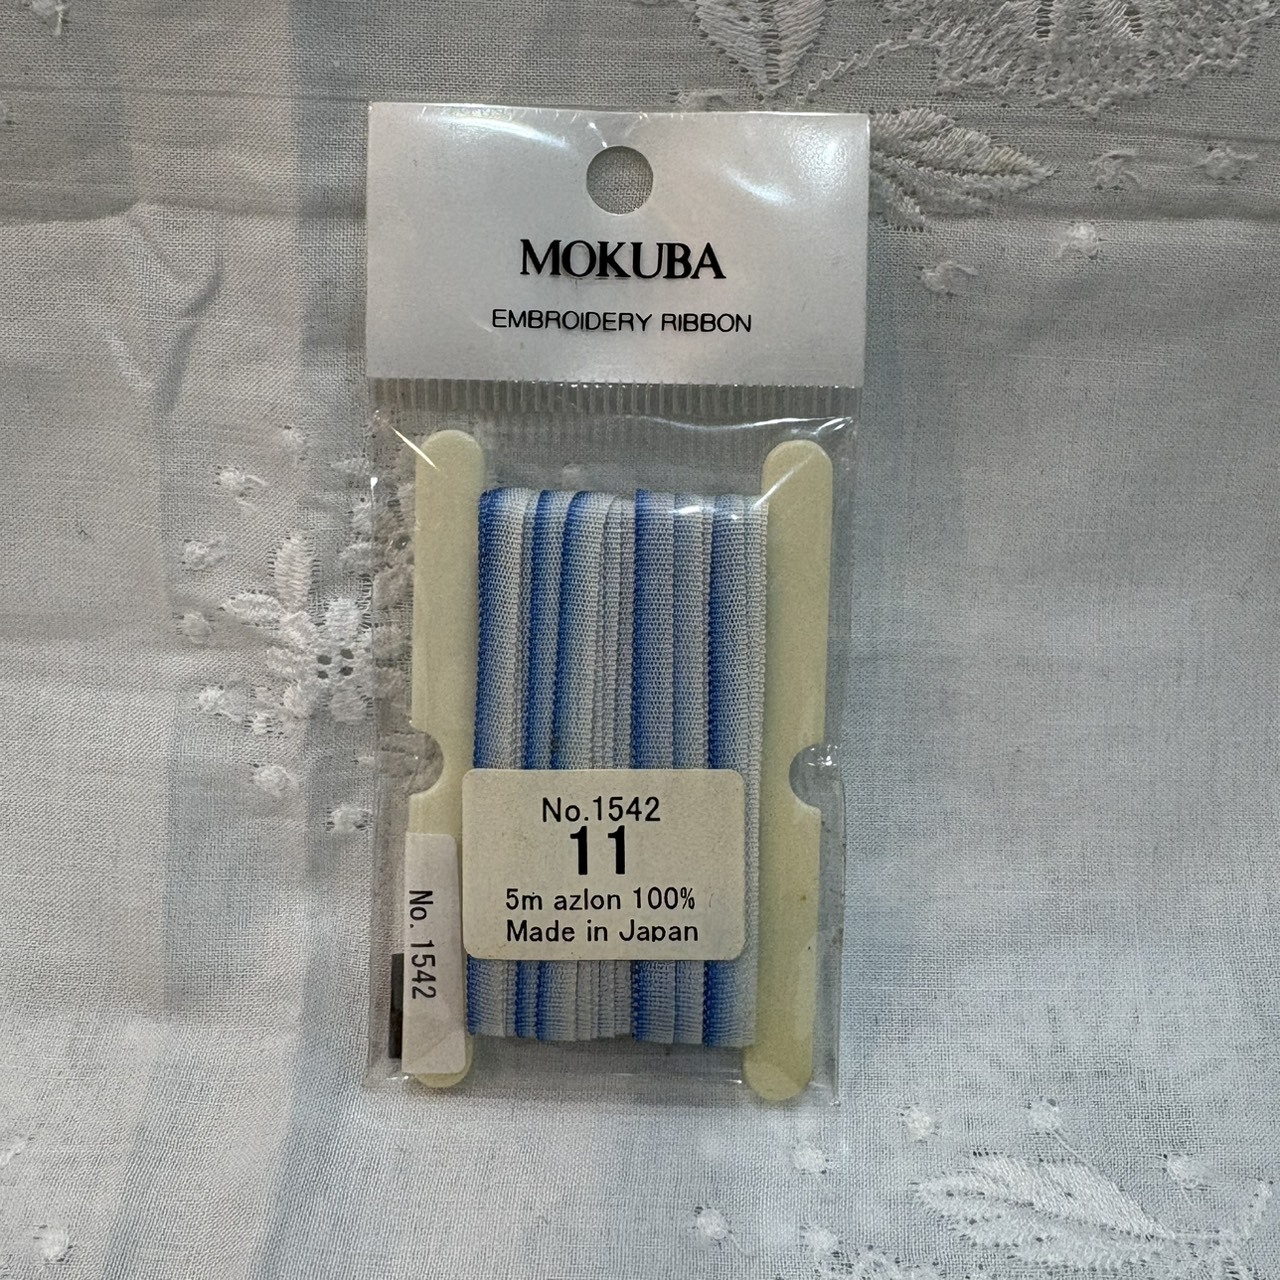 MOKUBA
EMBROIDERY RIBBON
No.1542
11
5m azlon 100%
Made in Japan
No. 1542